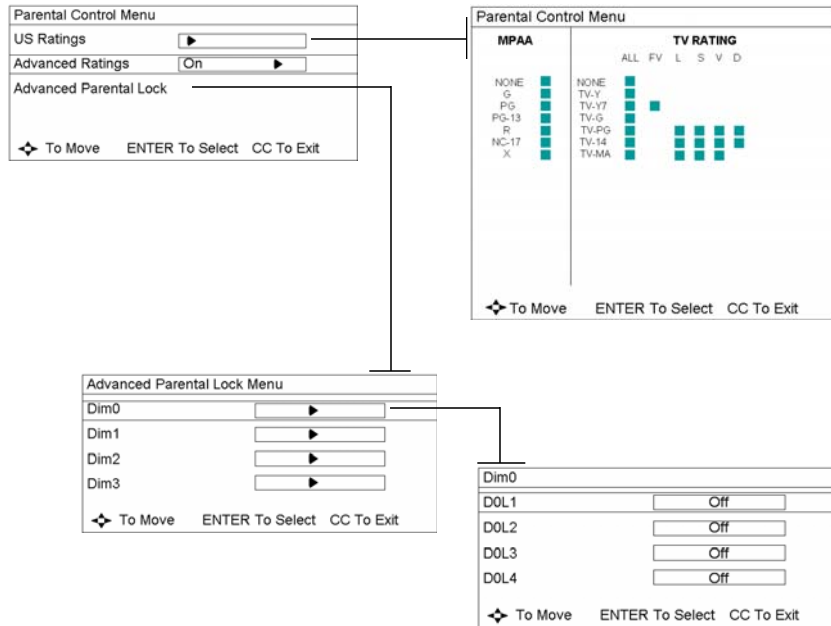 Parental Control Menu
US Ratings
Advanced Ratings On
Advanced Parental Lock
To Move ENTER To Select CC To Exit
Parental Control Menu
MPAA TV RATING
ALL FV L S V D
NONE NONE
G TV-Y
PG TV-Y7
PG-13 TV-G
R TV-PG
NC-17 TV-14
X TV-MA
To Move ENTER To Select CC To Exit
Advanced Parental Lock Menu
Dim0
Dim1
Dim2
Dim3
To Move ENTER To Select CC To Exit
Dim0
D0L1 Off
D0L2 Off
D0L3 Off
D0L4 Off
To Move ENTER To Select CC To Exit